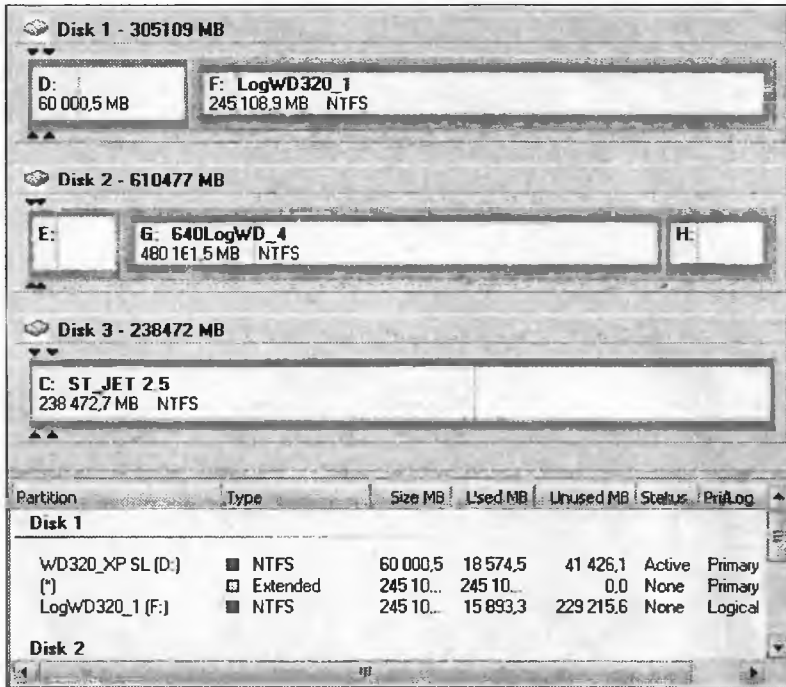 Disk 1 - 305109 MB
D:
60 000,5 MB
F: LogWD320_1
245 108,9 MB NTFS
Disk 2 - 610477 MB
E:
G: 640LogWD_4
480 161,5 MB NTFS
H:
Disk 3 - 238472 MB
C: ST_JET 2.5
238 472,7 MB NTFS
Partition Type Size MB Used MB Unused MB Status Pri/Log
Disk 1
WD320_XP SL (D:) NTFS 60 000,5 18 574,5 41 426,1 Active Primary
(*) Extended 245 10... 245 10... 0,0 None Primary
LogWD320_1 (F:) NTFS 245 10... 15 893,3 229 215,6 None Logical
Disk 2